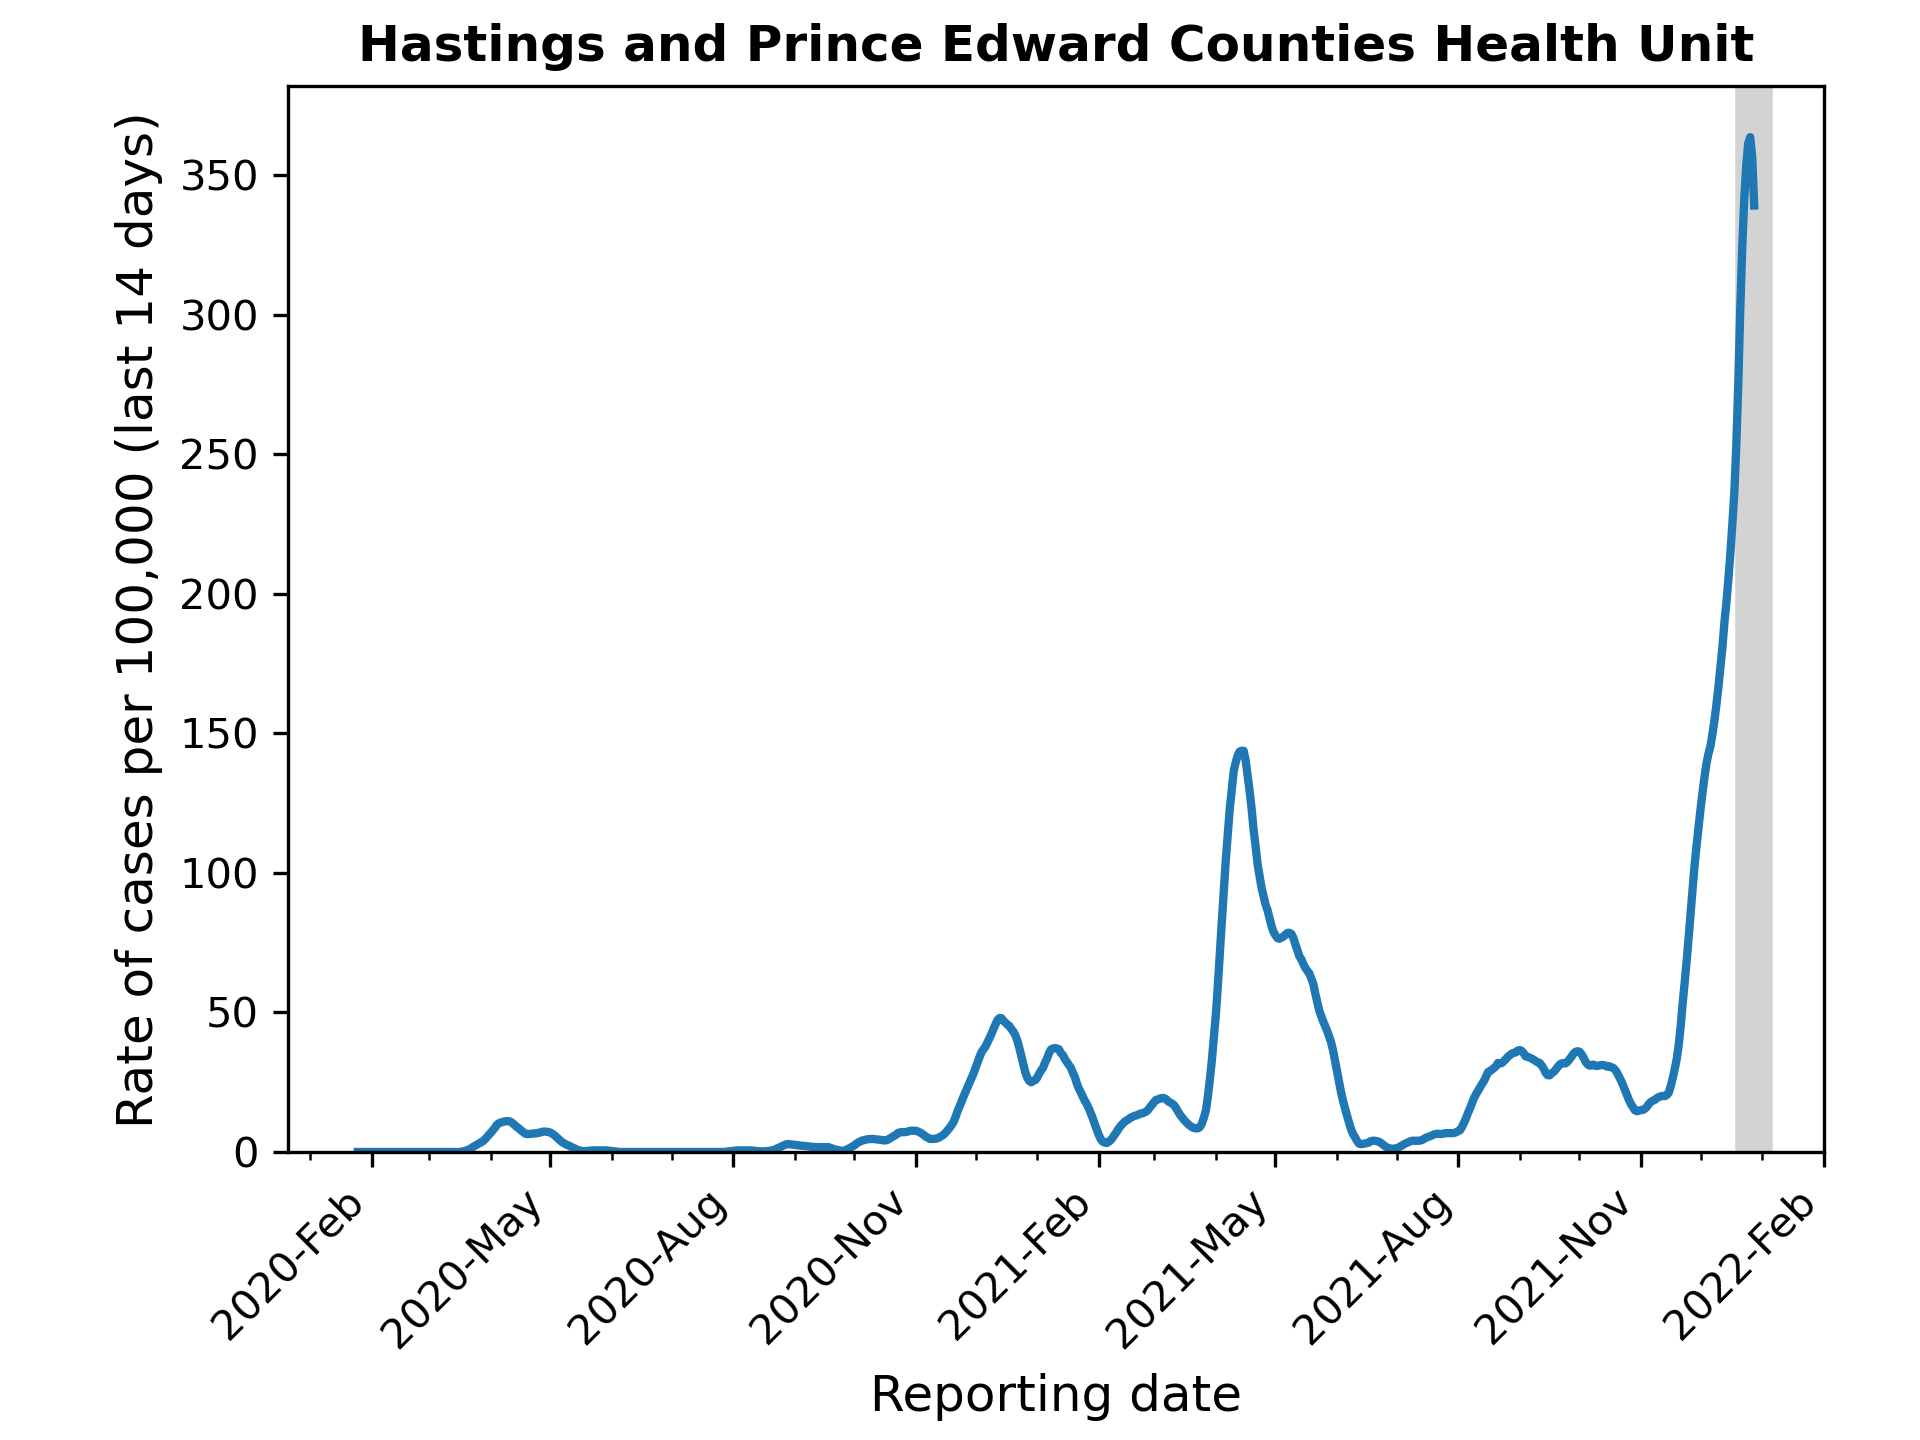 Hastings and Prince Edward Counties Health Unit
Rate of cases per 100,000 (last 14 days)
350
300
250
200
150
100
50
0
2020-Feb
2020-May
2020-Aug
2020-Nov
2021-Feb
2021-May
2021-Aug
2021-Nov
2022-Feb
Reporting date